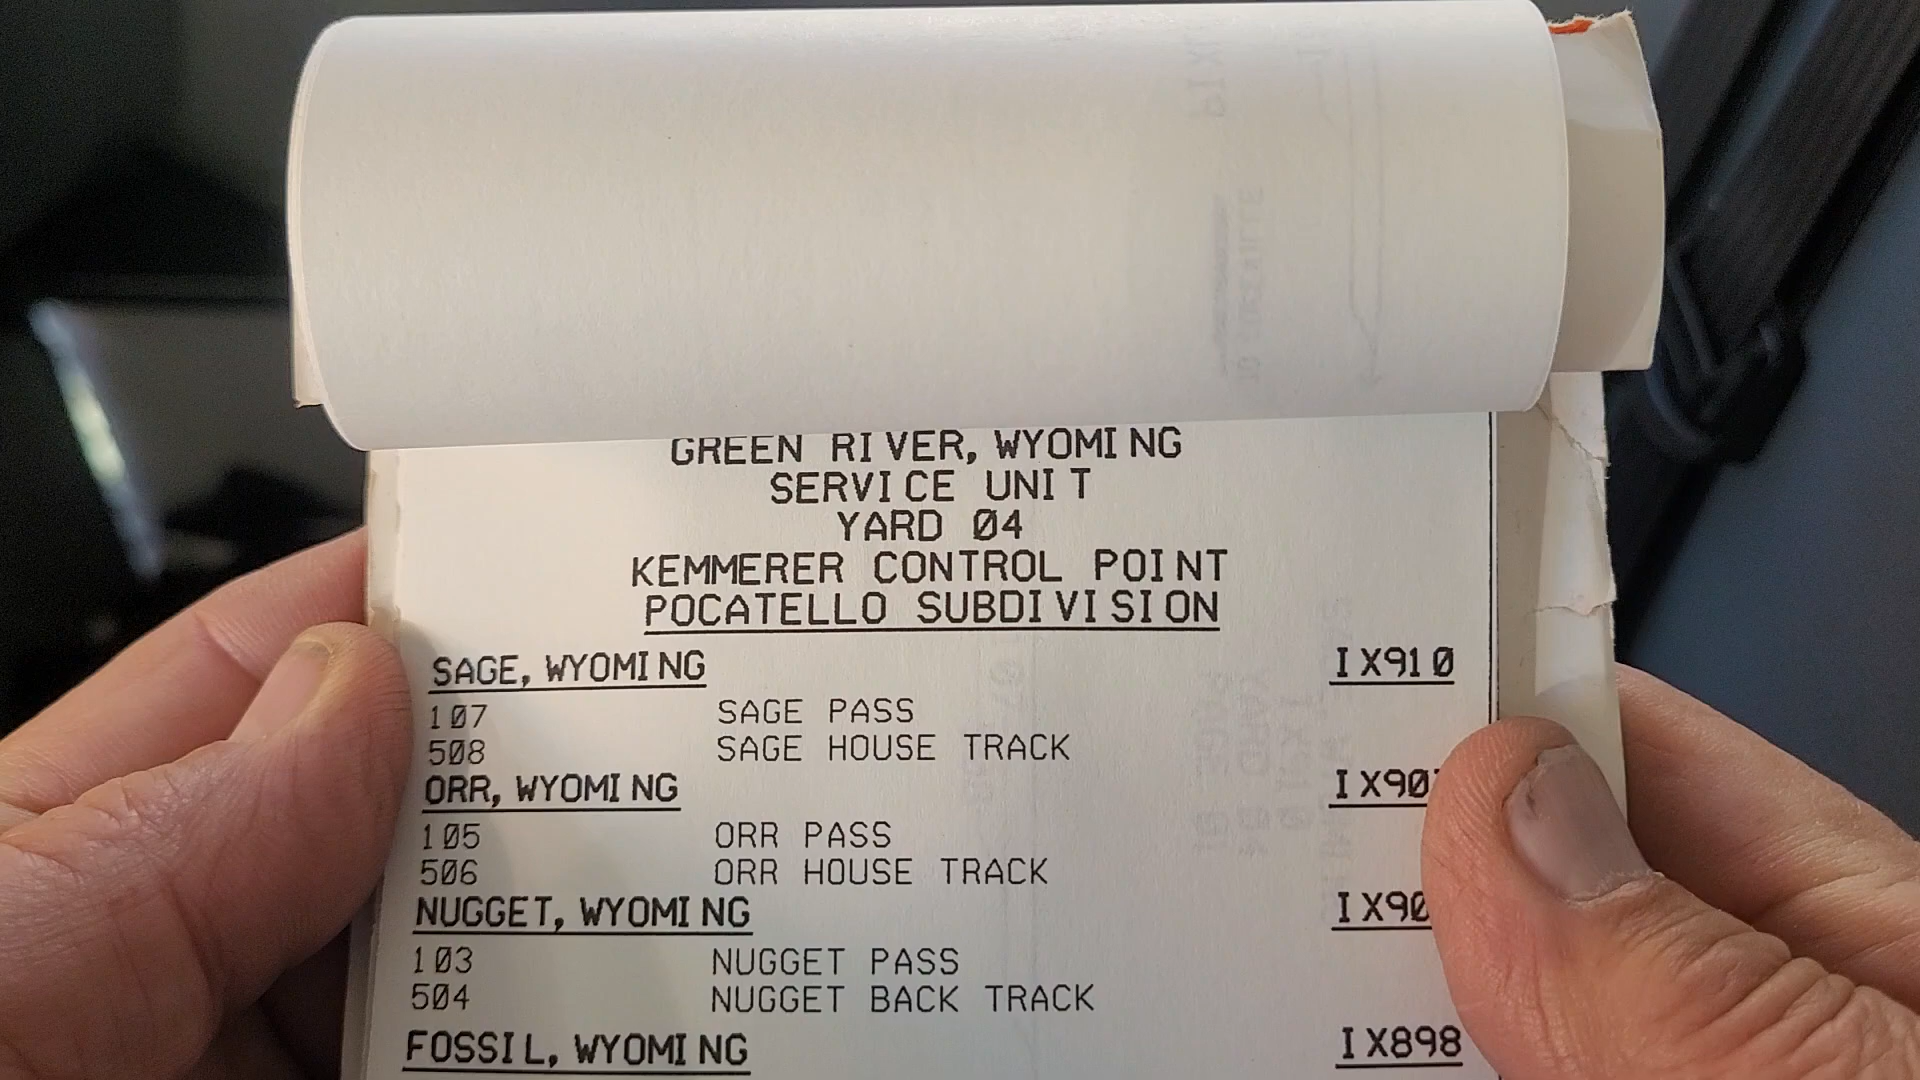 GREEN RIVER, WYOMING
SERVICE UNIT
YARD 04
KEMMERER CONTROL POINT
POCATELLO SUBDIVISION
SAGE, WYOMING IX910
107 SAGE PASS
508 SAGE HOUSE TRACK
ORR, WYOMING
105 ORR PASS
506 ORR HOUSE TRACK
NUGGET, WYOMING
103 NUGGET PASS
504 NUGGET BACK TRACK
FOSSIL, WYOMING IX898